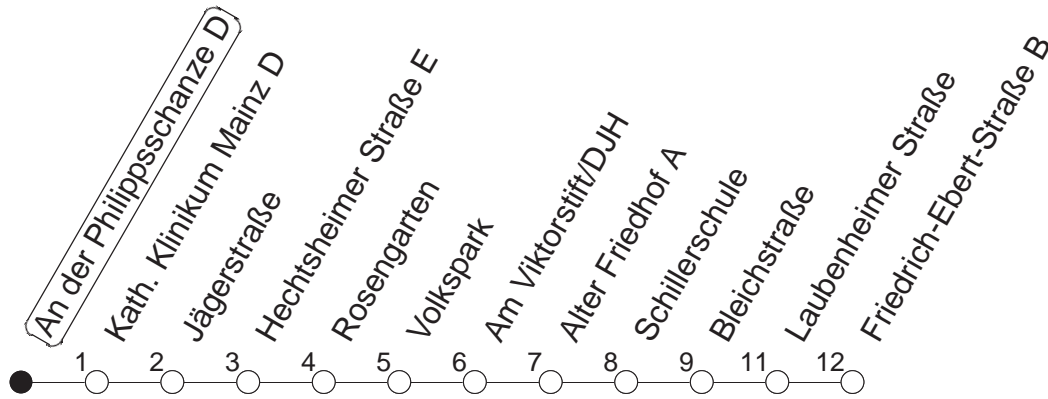 An der Philippsschanze D
Kath. Klinikum Mainz D
Jägerstraße
Hechtsheimer Straße E
Rosengarten
Volkspark
Am Viktorstift/DJH
Alter Friedhof A
Schillerschule
Bleichstraße
Laubenheimer Straße
Friedrich-Ebert-Straße B
1 2 3 4 5 6 7 8 9 11 12